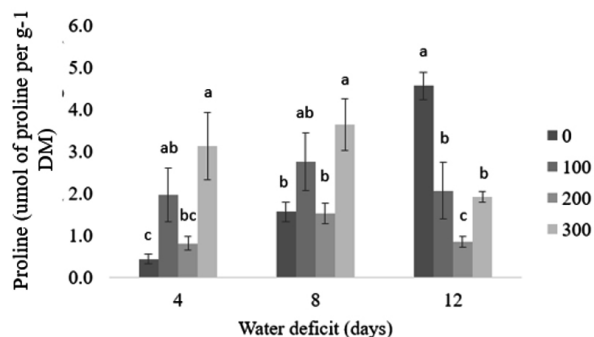 Proline (umol of proline per g-1
DM)
6.0
5.0
4.0
3.0
2.0
1.0
0.0
c
ab
bc
a
b
ab
b
a
a
b
c
b
4
8
12
Water deficit (days)
0
100
200
300